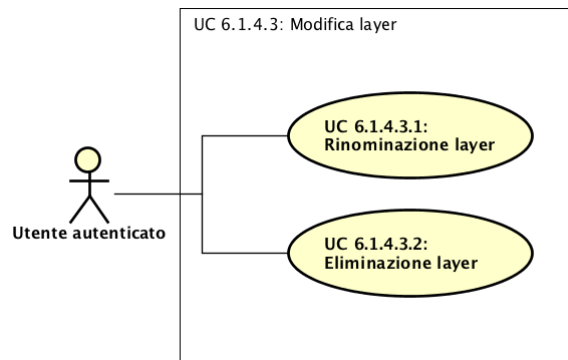 UC 6.1.4.3: Modifica layer
UC 6.1.4.3.1:
Rinominazione layer
Utente autenticato
UC 6.1.4.3.2:
Eliminazione layer